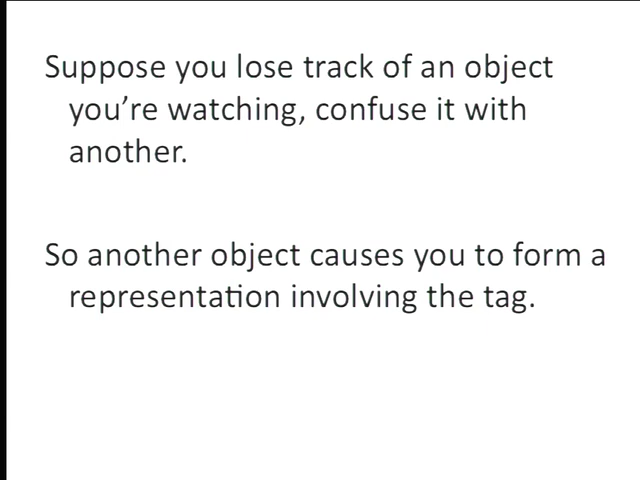 Suppose you lose track of an object
you’re watching, confuse it with
another.
So another object causes you to form a
representation involving the tag.